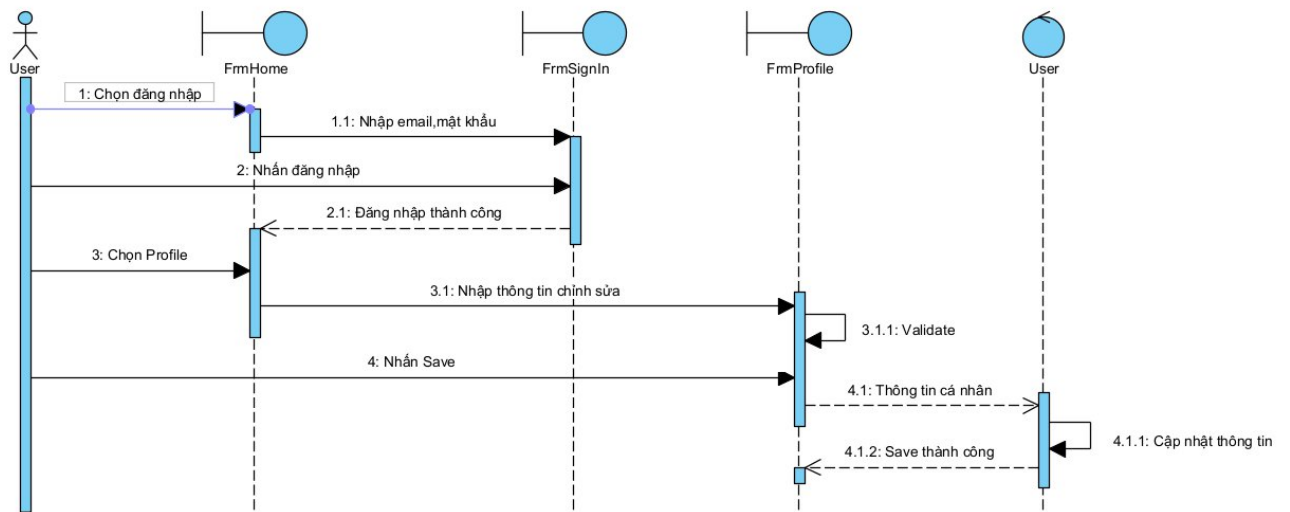 User
FrmHome
FrmSignIn
FrmProfile
User
1: Chọn đăng nhập
1.1: Nhập email,mật khẩu
2: Nhấn đăng nhập
2.1: Đăng nhập thành công
3: Chọn Profile
3.1: Nhập thông tin chỉnh sửa
3.1.1: Validate
4: Nhấn Save
4.1: Thông tin cá nhân
4.1.1: Cập nhật thông tin
4.1.2: Save thành công